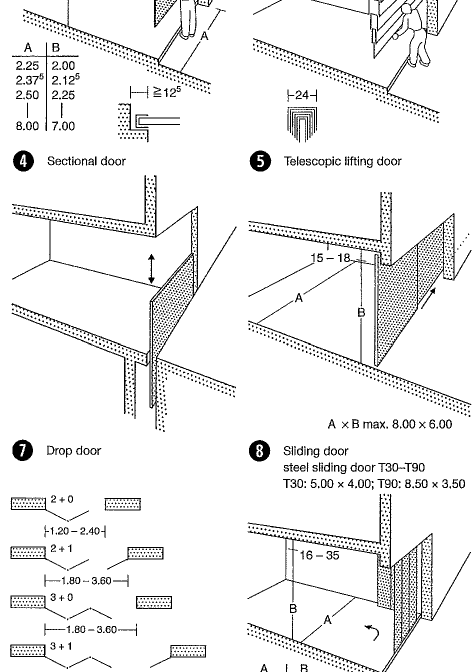 A
A B
2.25 2.00
2.37⁵ 2.12⁵
2.50 2.25
8.00 7.00
≧12⁵
24
4 Sectional door
5 Telescopic lifting door
15 – 18
A
B
A × B max. 8.00 × 6.00
7 Drop door
8 Sliding door
steel sliding door T30–T90
T30: 5.00 × 4.00; T90: 8.50 × 3.50
2 + 0
1.20 – 2.40
2 + 1
1.80 – 3.60
3 + 0
1.80 – 3.60
3 + 1
16 – 35
B
A
A B